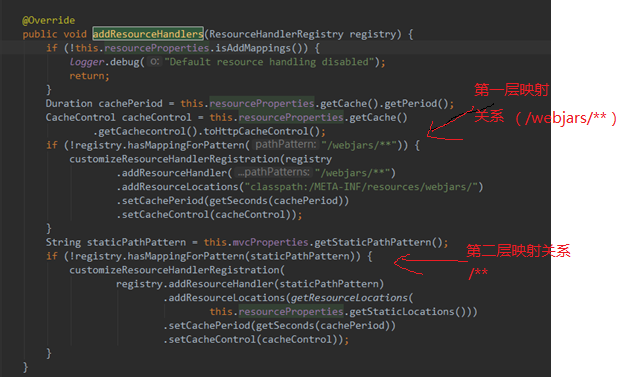 @Override
public void addResourceHandlers(ResourceHandlerRegistry registry) {
if (!this.resourceProperties.isAddMappings()) {
logger.debug( o: "Default resource handling disabled");
return;
}
Duration cachePeriod = this.resourceProperties.getCache().getPeriod();
CacheControl cacheControl = this.resourceProperties.getCache()
.getCachecontrol().toHttpCacheControl();
if (!registry.hasMappingForPattern( pathPattern: "/webjars/**")) {
customizeResourceHandlerRegistration(registry
.addResourceHandler( ...pathPatterns: "/webjars/**")
.addResourceLocations("classpath:/META-INF/resources/webjars/")
.setCachePeriod(getSeconds(cachePeriod))
.setCacheControl(cacheControl));
}
String staticPathPattern = this.mvcProperties.getStaticPathPattern();
if (!registry.hasMappingForPattern(staticPathPattern)) {
customizeResourceHandlerRegistration(
registry.addResourceHandler(staticPathPattern)
.addResourceLocations(getResourceLocations(
this.resourceProperties.getStaticLocations()))
.setCachePeriod(getSeconds(cachePeriod))
.setCacheControl(cacheControl));
}
}
第一层映射
关系（/webjars/**）
第二层映射关系
/**